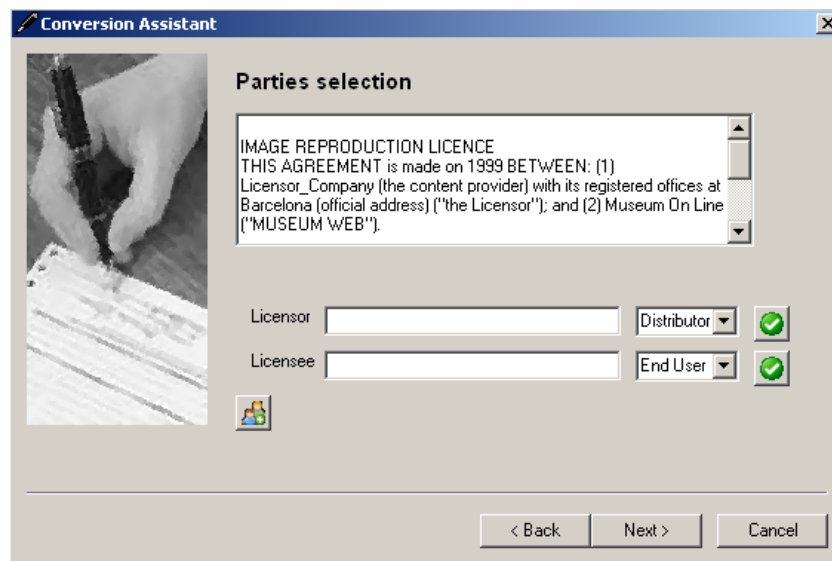 Conversion Assistant
Parties selection
IMAGE REPRODUCTION LICENCE
THIS AGREEMENT is made on 1999 BETWEEN: (1)
Licensor_Company (the content provider) with its registered offices at
Barcelona (official address) ("the Licensor"); and (2) Museum On Line
("MUSEUM WEB").
Licensor Distributor
Licensee End User
< Back Next > Cancel